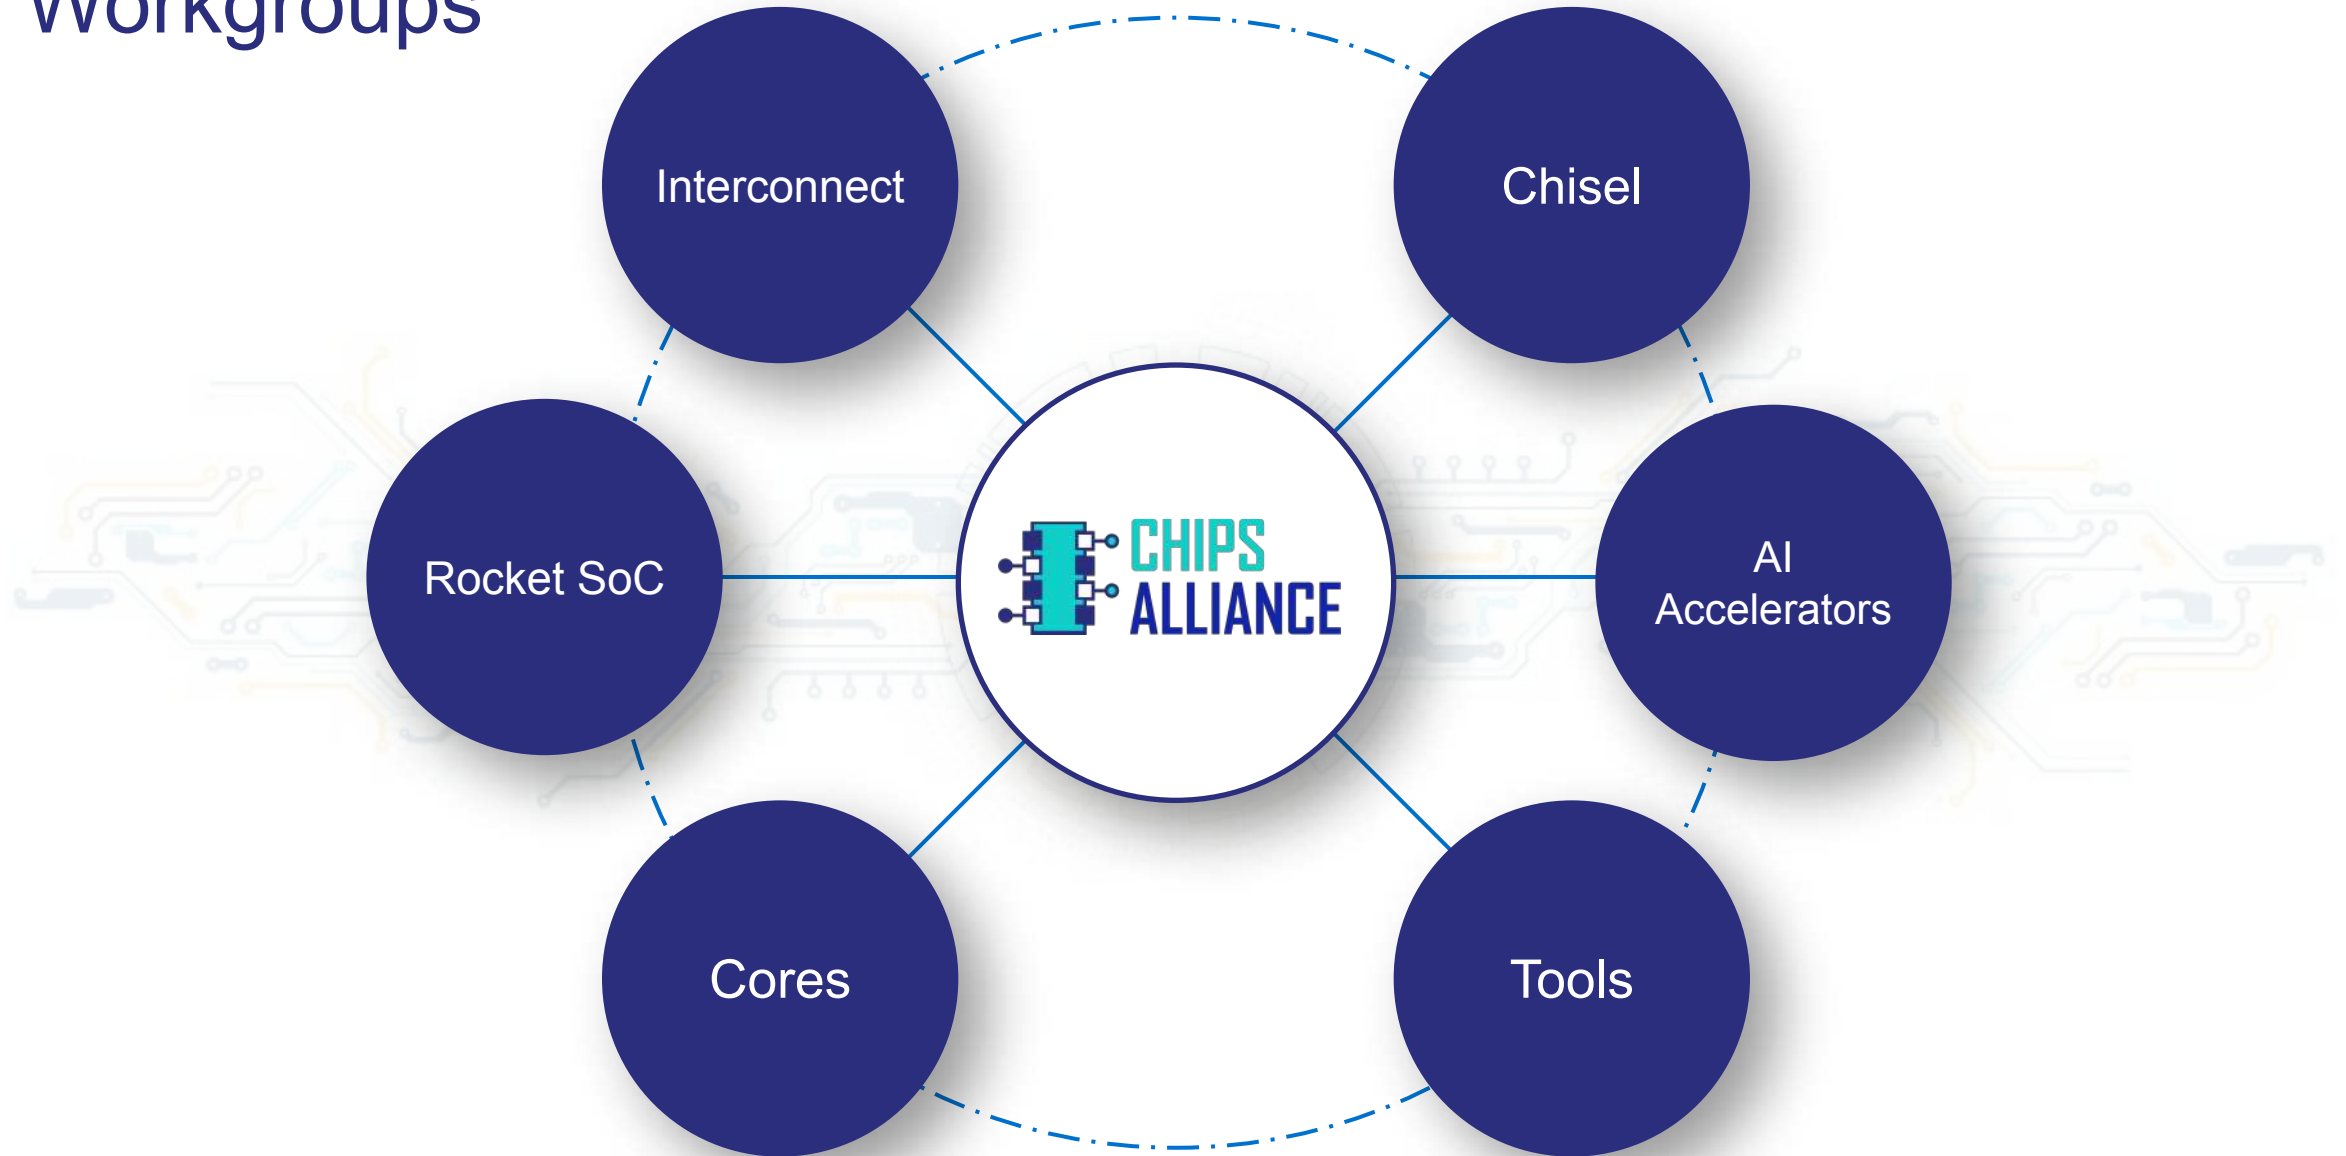 Workgroups
Interconnect
Chisel
Rocket SoC
CHIPS
ALLIANCE
AI
Accelerators
Cores
Tools